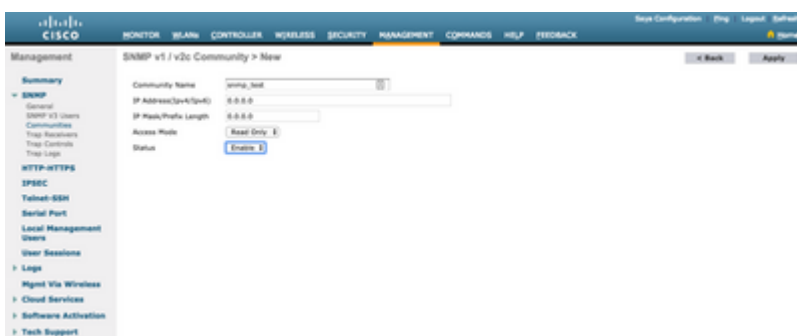 Save Configuration Ping Logout Refresh
CISCO
MONITOR WLANs CONTROLLER WIRELESS SECURITY MANAGEMENT COMMANDS HELP FEEDBACK
Home
Management
SNMP v1 / v2c Community > New
< Back
Apply
Summary
SNMP
General
SNMP V3 Users
Communities
Trap Receivers
Trap Controls
Trap Logs
HTTP-HTTPS
IPSEC
Telnet-SSH
Serial Port
Local Management
Users
User Sessions
Logs
Mgmt Via Wireless
Cloud Services
Software Activation
Tech Support
Community Name snmp_test
IP Address(Ipv4/Ipv6) 0.0.0.0
IP Mask/Prefix Length 0.0.0.0
Access Mode Read Only
Status Enable